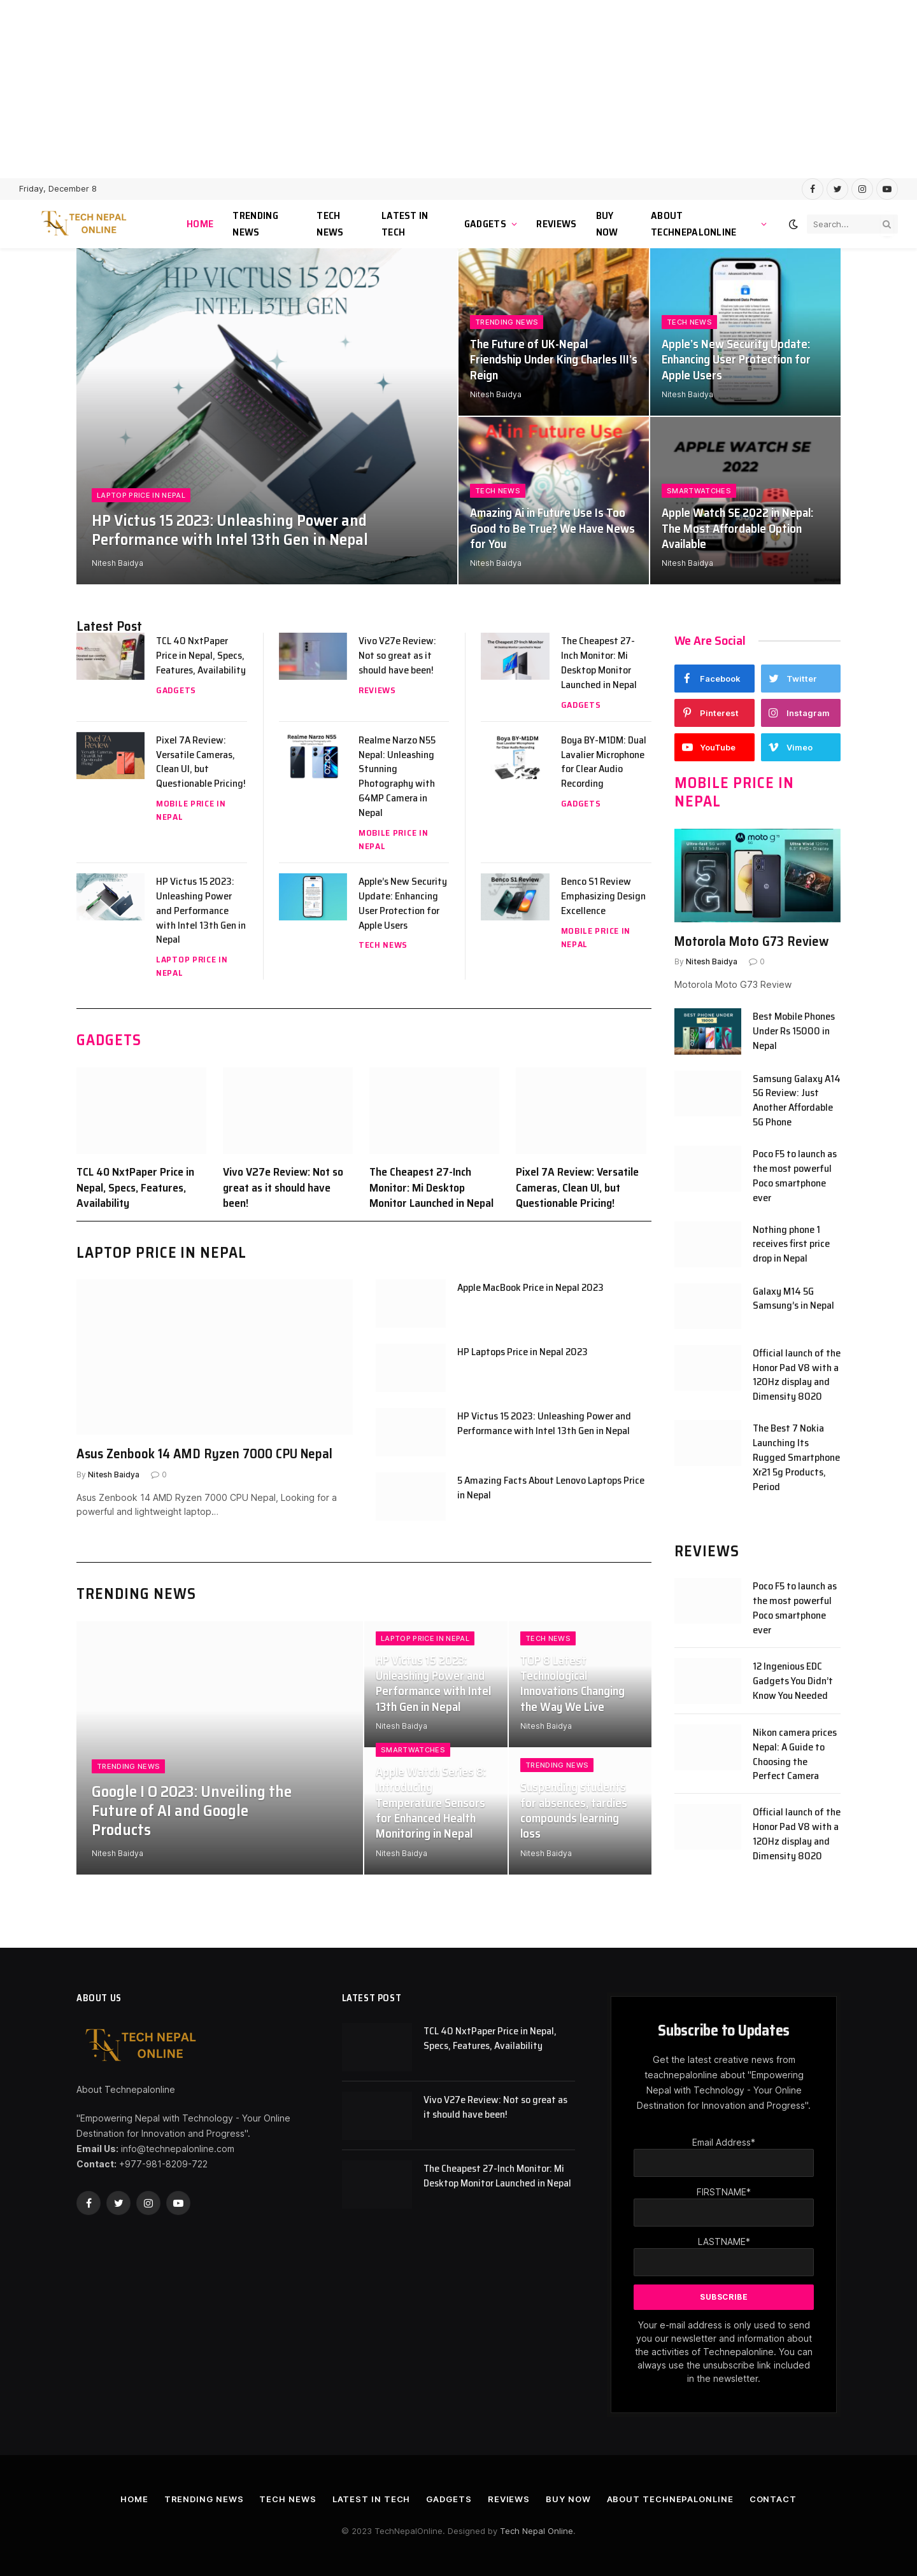 Friday, December 8
TECH NEPAL
ONLINE
HOME
TRENDING
NEWS
TECH
NEWS
LATEST IN
TECH
GADGETS
REVIEWS
BUY
NOW
ABOUT
TECHNEPALONLINE
Search...
HP VICTUS 15 2023
INTEL 13TH GEN
LAPTOP PRICE IN NEPAL
HP Victus 15 2023: Unleashing Power and
Performance with Intel 13th Gen in Nepal
Nitesh Baidya
TRENDING NEWS
The Future of UK-Nepal
Friendship Under King Charles III's
Reign
Nitesh Baidya
Advanced Data Protection
TECH NEWS
Apple's New Security Update:
Enhancing User Protection for
Apple Users
Nitesh Baidya
Ai in Future Use
TECH NEWS
Amazing Ai in Future Use Is Too
Good to be True? We Have News
for You
Nitesh Baidya
APPLE WATCH SE
2022
SMARTWATCHES
Apple Watch SE 2022 in Nepal:
The Most Affordable Option
Available
Nitesh Baidya
Latest Post
TCL 40 NxtPaper
Price in Nepal, Specs,
Features, Availability
GADGETS
Vivo V27e Review:
Not so great as it
should have been!
REVIEWS
The Cheapest 27-Inch Monitor
The Cheapest 27-
Inch Monitor: Mi
Desktop Monitor
Launched in Nepal
GADGETS
Pixel 7A
Review
Pixel 7A Review:
Versatile Cameras,
Clean UI, but
Questionable Pricing!
MOBILE PRICE IN
NEPAL
Realme Narzo N55
Realme Narzo N55
Nepal: Unleashing
Stunning
Photography with
64MP Camera in
Nepal
MOBILE PRICE IN
NEPAL
Boya BY-M1DM
Boya BY-M1DM: Dual
Lavalier Microphone
for Clear Audio
Recording
GADGETS
HP VICTUS 15 2023
HP Victus 15 2023:
Unleashing Power
and Performance
with Intel 13th Gen in
Nepal
LAPTOP PRICE IN
NEPAL
Apple's New Security
Update: Enhancing
User Protection for
Apple Users
TECH NEWS
Benco S1 Review
Benco S1 Review
Emphasizing Design
Excellence
MOBILE PRICE IN
NEPAL
We Are Social
Facebook
Twitter
Pinterest
Instagram
YouTube
Vimeo
MOBILE PRICE IN
NEPAL
moto g
Motorola Moto G73 Review
By Nitesh Baidya
0
Motorola Moto G73 Review
BEST PHONE UNDER
Best Mobile Phones
Under Rs 15000 in
Nepal
Samsung Galaxy A14
5G Review: Just
Another Affordable
5G Phone
Poco F5 to launch as
the most powerful
Poco smartphone
ever
Nothing phone 1
receives first price
drop in Nepal
Galaxy M14 5G
Samsung's in Nepal
Official launch of the
Honor Pad V8 with a
120Hz display and
Dimensity 8020
The Best 7 Nokia
Launching Its
Rugged Smartphone
Xr21 5g Products,
Period
GADGETS
TCL 40 NxtPaper Price in
Nepal, Specs, Features,
Availability
Vivo V27e Review: Not so
great as it should have
been!
The Cheapest 27-Inch
Monitor: Mi Desktop
Monitor Launched in Nepal
Pixel 7A Review: Versatile
Cameras, Clean UI, but
Questionable Pricing!
LAPTOP PRICE IN NEPAL
Asus Zenbook 14 AMD Ryzen 7000 CPU Nepal
By Nitesh Baidya
0
Asus Zenbook 14 AMD Ryzen 7000 CPU Nepal, Looking for a
powerful and lightweight laptop…
Apple MacBook Price in Nepal 2023
HP Laptops Price in Nepal 2023
HP Victus 15 2023: Unleashing Power and
Performance with Intel 13th Gen in Nepal
5 Amazing Facts About Lenovo Laptops Price
in Nepal
TRENDING NEWS
TRENDING NEWS
Google I O 2023: Unveiling the
Future of AI and Google
Products
Nitesh Baidya
LAPTOP PRICE IN NEPAL
HP Victus 15 2023:
Unleashing Power and
Performance with Intel
13th Gen in Nepal
Nitesh Baidya
TECH NEWS
TOP 8 Latest
Technological
Innovations Changing
the Way We Live
Nitesh Baidya
SMARTWATCHES
Apple Watch Series 8:
Introducing
Temperature Sensors
for Enhanced Health
Monitoring in Nepal
Nitesh Baidya
TRENDING NEWS
Suspending students
for absences, tardies
compounds learning
loss
Nitesh Baidya
REVIEWS
Poco F5 to launch as
the most powerful
Poco smartphone
ever
12 Ingenious EDC
Gadgets You Didn't
Know You Needed
Nikon camera prices
Nepal: A Guide to
Choosing the
Perfect Camera
Official launch of the
Honor Pad V8 with a
120Hz display and
Dimensity 8020
ABOUT US
TECH NEPAL
ONLINE
About Technepalonline
"Empowering Nepal with Technology - Your Online
Destination for Innovation and Progress".
Email Us: info@technepalonline.com
Contact: +977-981-8209-722
LATEST POST
TCL 40 NxtPaper Price in Nepal,
Specs, Features, Availability
Vivo V27e Review: Not so great as
it should have been!
The Cheapest 27-Inch Monitor: Mi
Desktop Monitor Launched in Nepal
Subscribe to Updates
Get the latest creative news from
teachnepalonline about "Empowering
Nepal with Technology - Your Online
Destination for Innovation and Progress".
Email Address*
FIRSTNAME*
LASTNAME*
SUBSCRIBE
Your e-mail address is only used to send
you our newsletter and information about
the activities of Technepalonline. You can
always use the unsubscribe link included
in the newsletter.
HOME
TRENDING NEWS
TECH NEWS
LATEST IN TECH
GADGETS
REVIEWS
BUY NOW
ABOUT TECHNEPALONLINE
CONTACT
© 2023 TechNepalOnline. Designed by Tech Nepal Online.